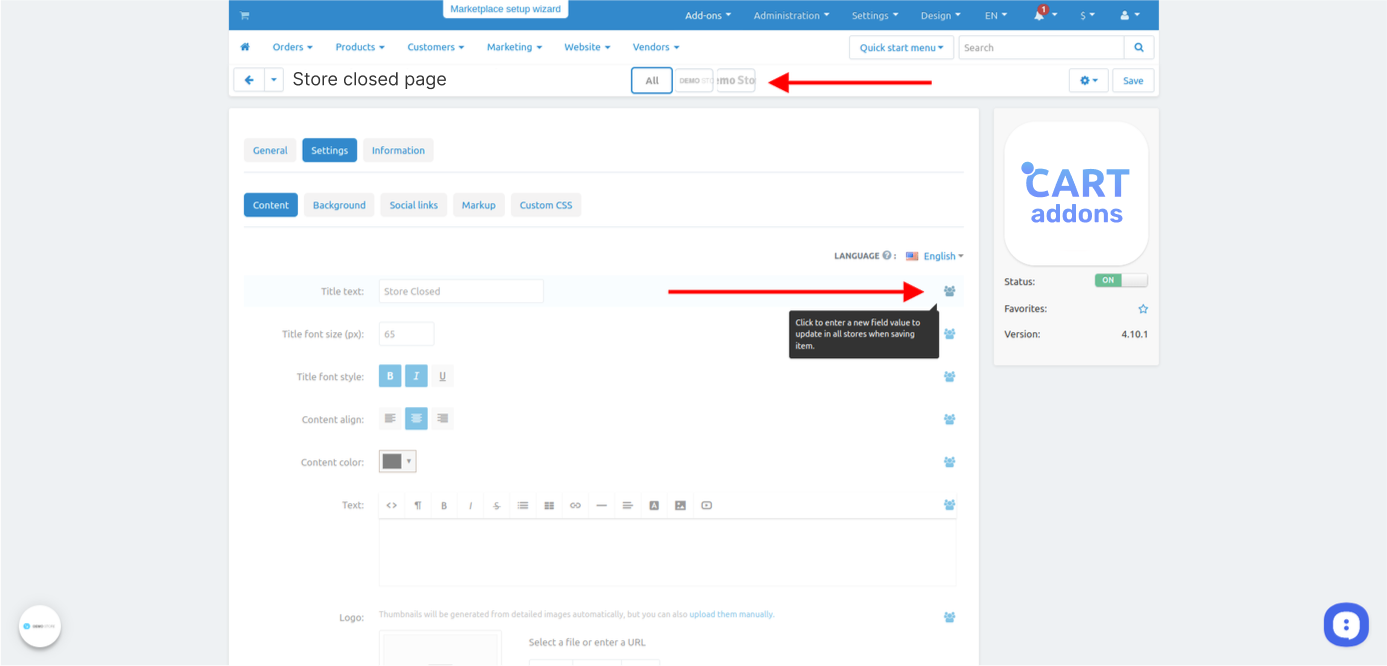 Marketplace setup wizard
Add-ons Administration Settings Design EN 1 $
Orders Products Customers Marketing Website Vendors Quick start menu Search
Store closed page All DEMO STO emo Sto Save
General Settings Information
Content Background Social links Markup Custom CSS
LANGUAGE ? : English
Title text: Store Closed
Click to enter a new field value to
update in all stores when saving
item.
Title font size (px): 65
Title font style: B I U
Content align:
Content color:
Text: <> ¶ B I S A
Logo: Thumbnails will be generated from detailed images automatically, but you can also upload them manually.
Select a file or enter a URL
CART
addons
Status: ON
Favorites:
Version: 4.10.1